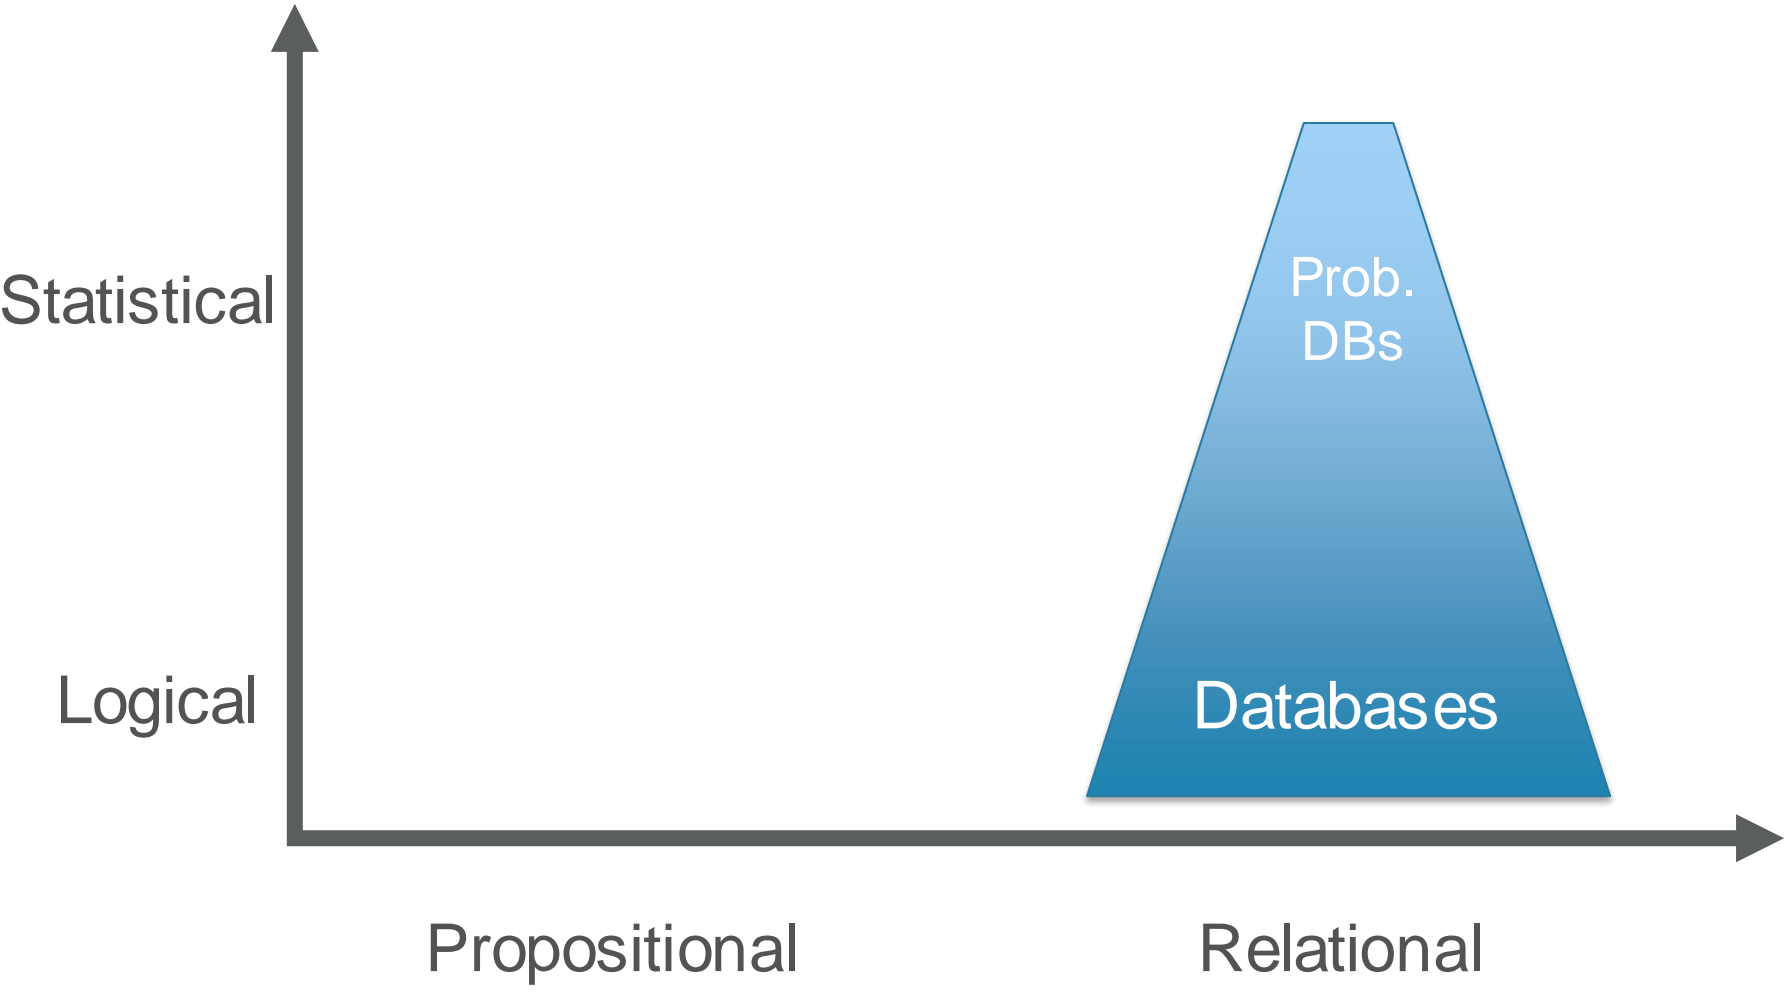 Statistical
Prob.
DBs
Logical
Databases
Propositional
Relational